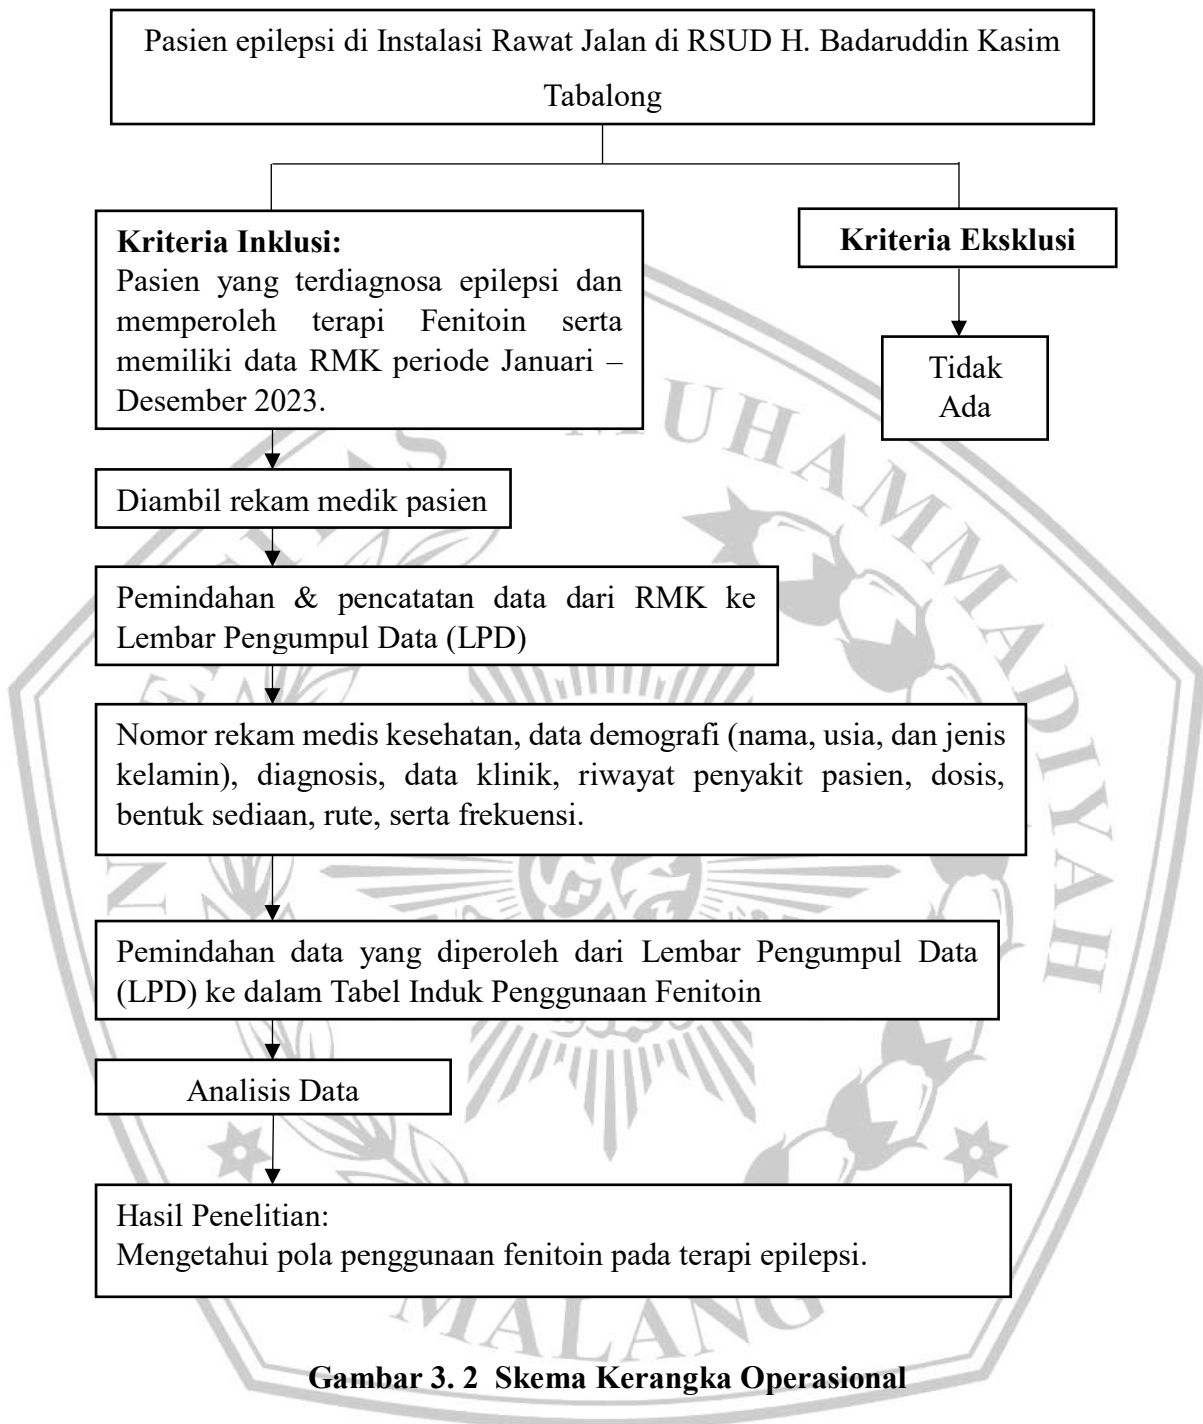 Pasien epilepsi di Instalasi Rawat Jalan di RSUD H. Badaruddin Kasim
Tabalong
Kriteria Inklusi:
Pasien yang terdiagnosa epilepsi dan
memperoleh terapi Fenitoin serta
memiliki data RMK periode Januari –
Desember 2023.
Kriteria Eksklusi
Tidak
Ada
Diambil rekam medik pasien
Pemindahan & pencatatan data dari RMK ke
Lembar Pengumpul Data (LPD)
Nomor rekam medis kesehatan, data demografi (nama, usia, dan jenis
kelamin), diagnosis, data klinik, riwayat penyakit pasien, dosis,
bentuk sediaan, rute, serta frekuensi.
Pemindahan data yang diperoleh dari Lembar Pengumpul Data
(LPD) ke dalam Tabel Induk Penggunaan Fenitoin
Analisis Data
Hasil Penelitian:
Mengetahui pola penggunaan fenitoin pada terapi epilepsi.
MUHAMMADIYAH
MALANG
Gambar 3. 2 Skema Kerangka Operasional